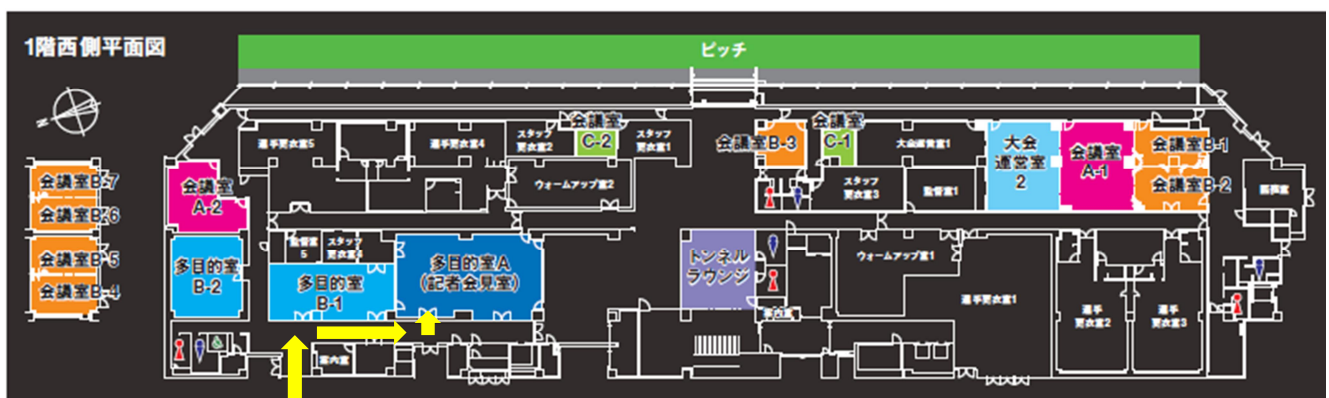 1階西側平面図
ピッチ
N
選手更衣室5
選手更衣室4
スタッフ
更衣室2
会議室
C-2
スタッフ
更衣室1
会議室B-3
会議室
C-1
大会運営室1
大会
運営室
2
会議室
A-1
会議室B-1
会議室B-2
医務室
会議室B-7
会議室B-6
会議室B-5
会議室B-4
会議室
A-2
ウォームアップ室2
スタッフ
更衣室3
監督室1
多目的室
B-2
監督室
5
スタッフ
更衣室4
多目的室
B-1
多目的室A
(記者会見室)
トンネル
ラウンジ
ウォームアップ室1
選手更衣室1
選手
更衣室2
選手
更衣室3
案内室
案内室